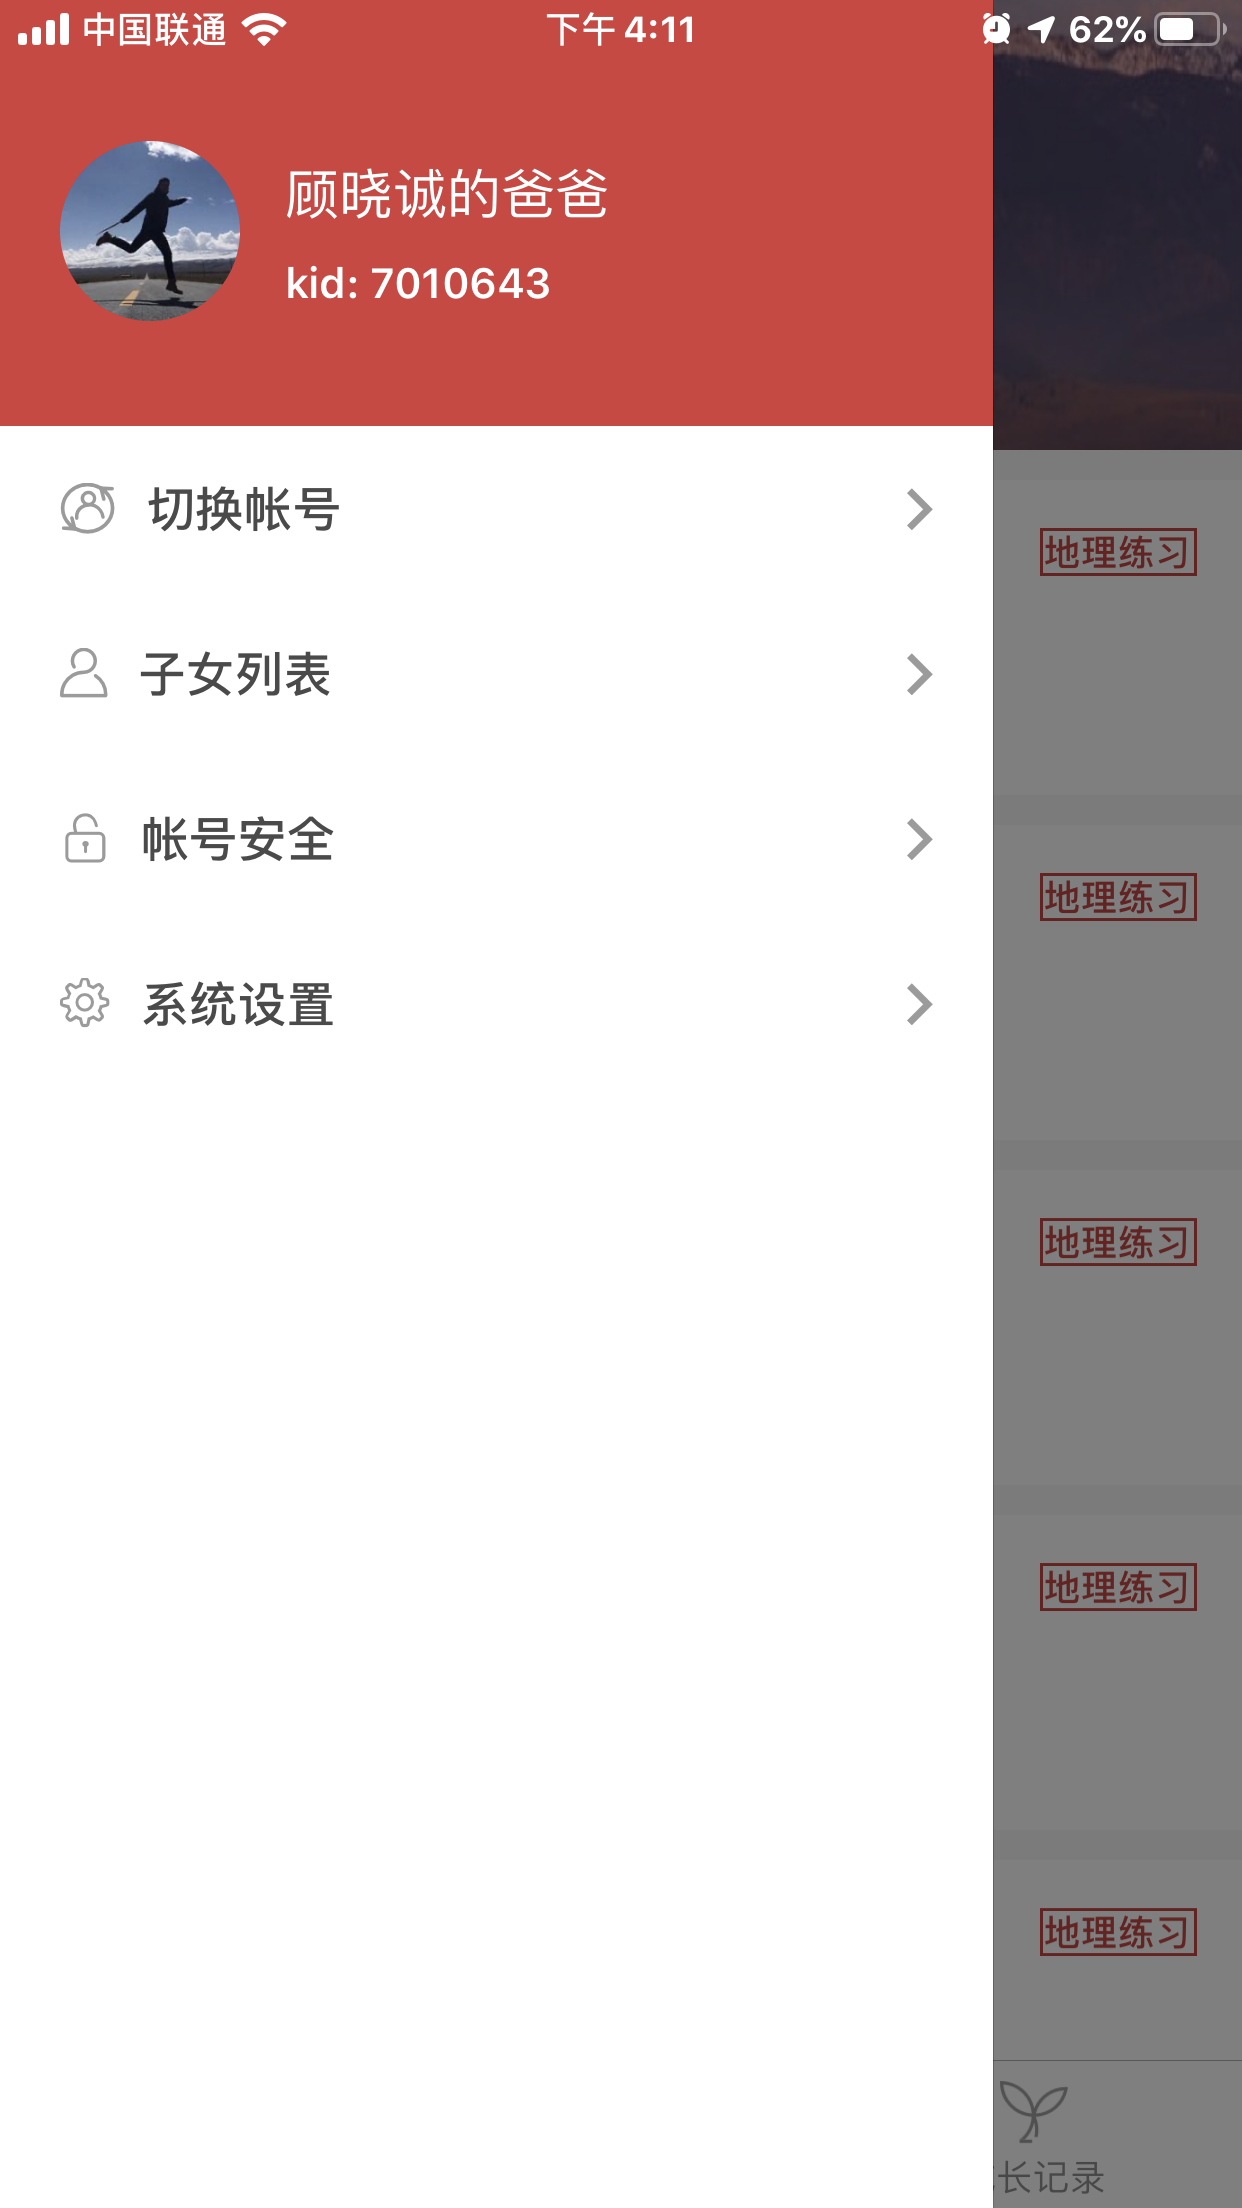 中国联通 下午4:11 62%
顾晓诚的爸爸
kid: 7010643
切换帐号
子女列表
帐号安全
系统设置
地理练习
地理练习
地理练习
地理练习
地理练习
长记录